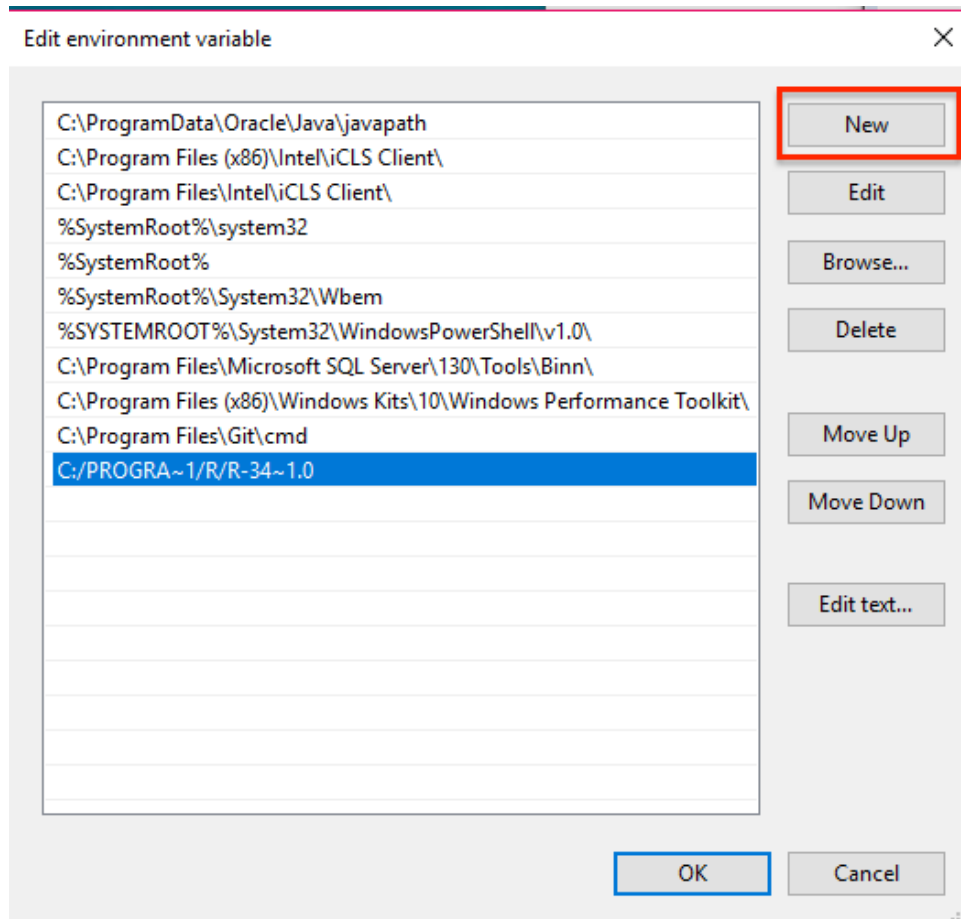 Edit environment variable
C:\ProgramData\Oracle\Java\javapath
New
C:\Program Files (x86)\Intel\iCLS Client\
C:\Program Files\Intel\iCLS Client\
Edit
%SystemRoot%\system32
%SystemRoot%
Browse...
%SystemRoot%\System32\Wbem
%SYSTEMROOT%\System32\WindowsPowerShell\v1.0\
Delete
C:\Program Files\Microsoft SQL Server\130\Tools\Binn\
C:\Program Files (x86)\Windows Kits\10\Windows Performance Toolkit\
C:\Program Files\Git\cmd
Move Up
C:/PROGRA~1/R/R-34~1.0
Move Down
Edit text...
OK
Cancel